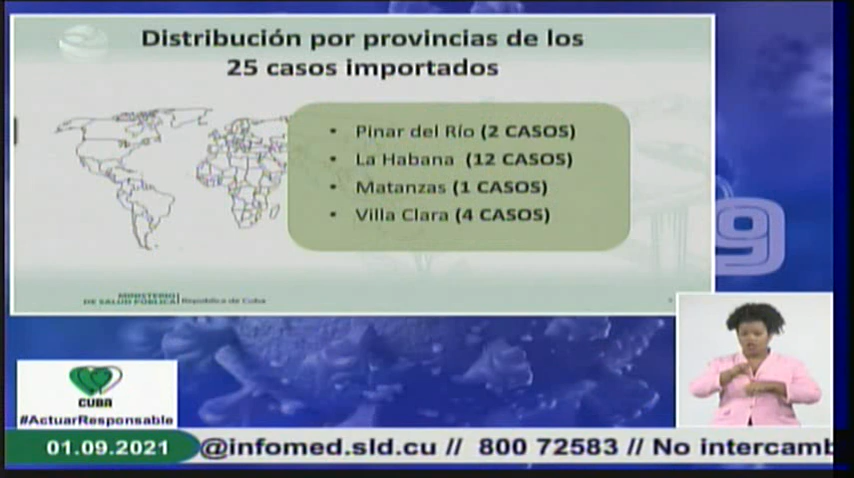 Distribución por provincias de los
25 casos importados
• Pinar del Río (2 CASOS)
• La Habana (12 CASOS)
• Matanzas (1 CASOS)
• Villa Clara (4 CASOS)
9
MINISTERIO
DE SALUD PÚBLICA
República de Cuba
CUBA
#ActuarResponsable
01.09.2021
@infomed.sld.cu // 800 72583 // No intercamb